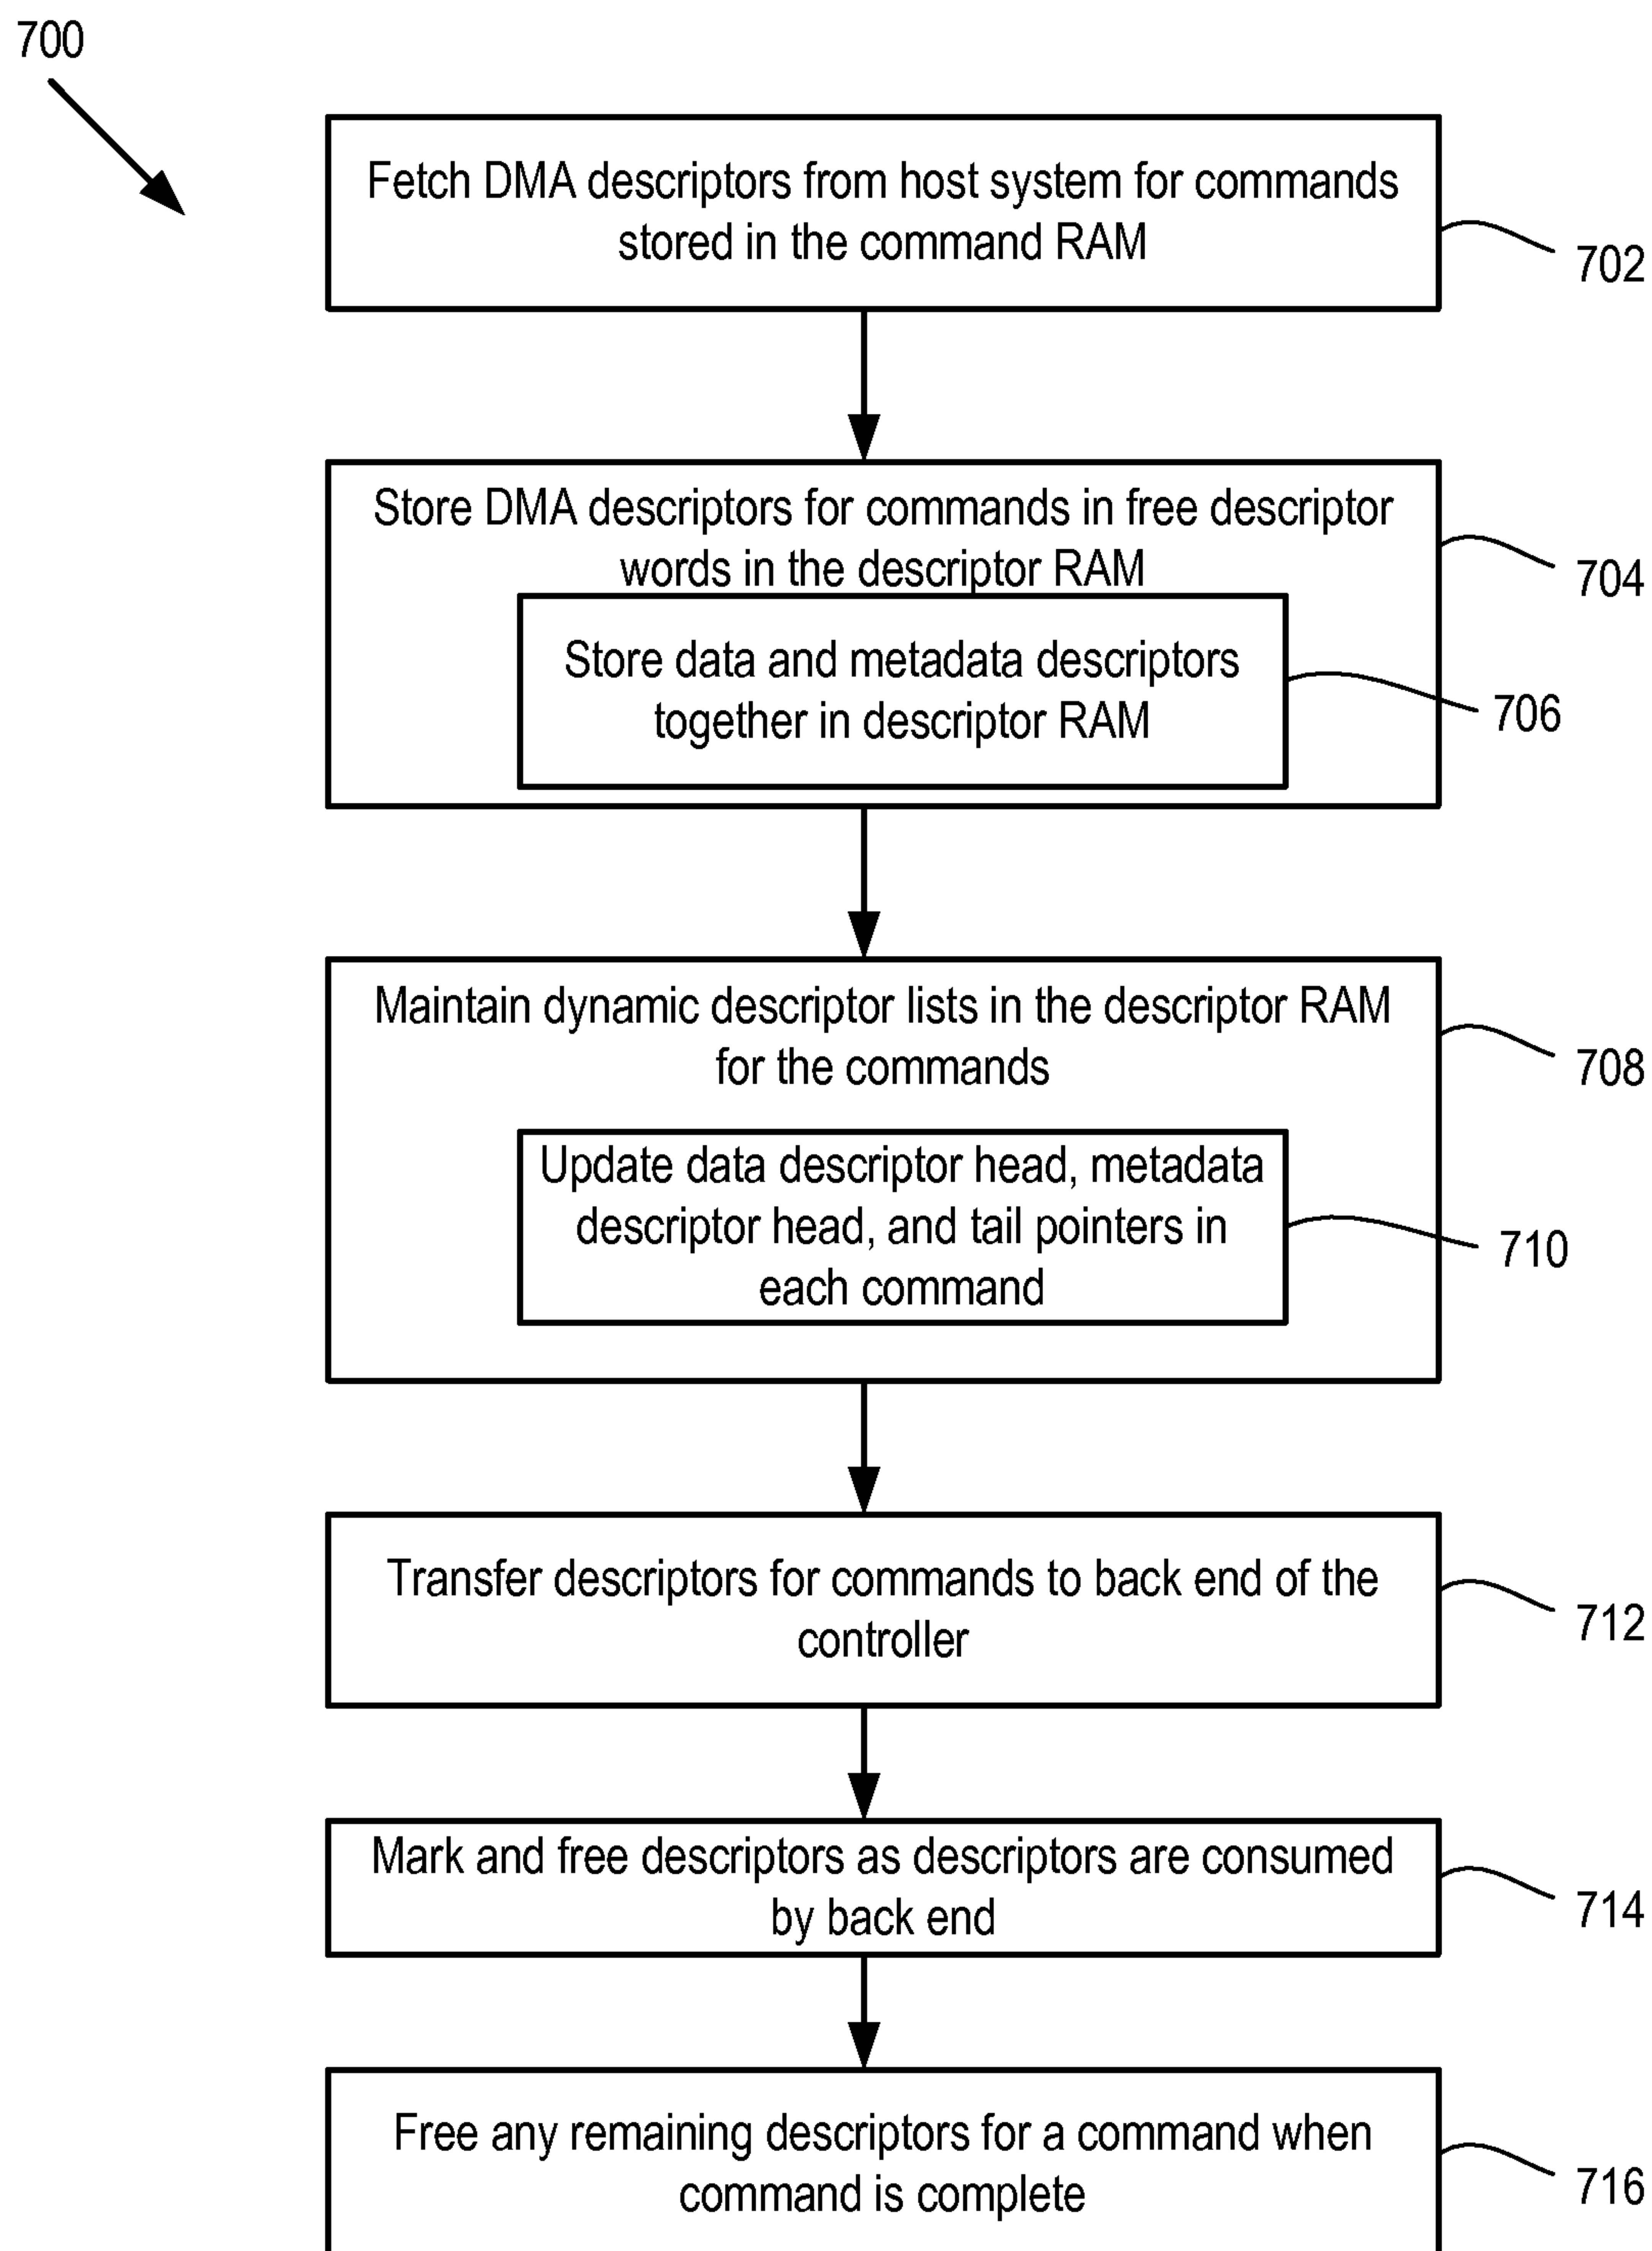 700
Fetch DMA descriptors from host system for commands
stored in the command RAM
702
Store DMA descriptors for commands in free descriptor
words in the descriptor RAM
704
Store data and metadata descriptors
together in descriptor RAM
706
Maintain dynamic descriptor lists in the descriptor RAM
for the commands
708
Update data descriptor head, metadata
descriptor head, and tail pointers in
each command
710
Transfer descriptors for commands to back end of the
controller
712
Mark and free descriptors as descriptors are consumed
by back end
714
Free any remaining descriptors for a command when
command is complete
716